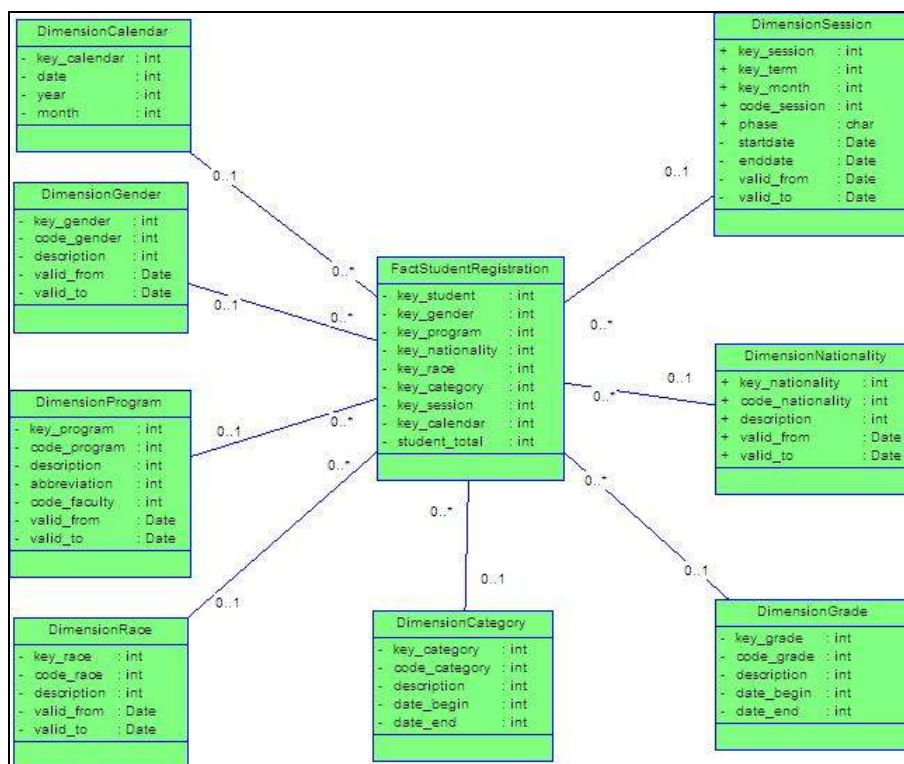 DimensionCalendar
- key_calendar : int
- date : int
- year : int
- month : int
DimensionSession
+ key_session : int
+ key_term : int
+ key_month : int
+ code_session : int
+ phase : char
- startdate : Date
- enddate : Date
- valid_from : Date
- valid_to : Date
0..1
0..*
0..1
0..*
DimensionGender
- key_gender : int
- code_gender : int
- description : int
- valid_from : Date
- valid_to : Date
0..1
0..*
FactStudentRegistration
- key_student : int
- key_gender : int
- key_program : int
- key_nationality : int
- key_race : int
- key_category : int
- key_session : int
- key_calendar : int
- student_total : int
DimensionNationality
+ key_nationality : int
+ code_nationality : int
+ description : int
+ valid_from : Date
+ valid_to : Date
0..1
0..*
DimensionProgram
- key_program : int
- code_program : int
- description : int
- abbreviation : int
- code_faculty : int
- valid_from : Date
- valid_to : Date
0..1
0..*
0..*
0..1
0..*
0..1
0..*
0..1
DimensionRace
- key_race : int
- code_race : int
- description : int
- valid_from : Date
- valid_to : Date
DimensionCategory
- key_category : int
- code_category : int
- description : int
- date_begin : int
- date_end : int
DimensionGrade
- key_grade : int
- code_grade : int
- description : int
- date_begin : int
- date_end : int